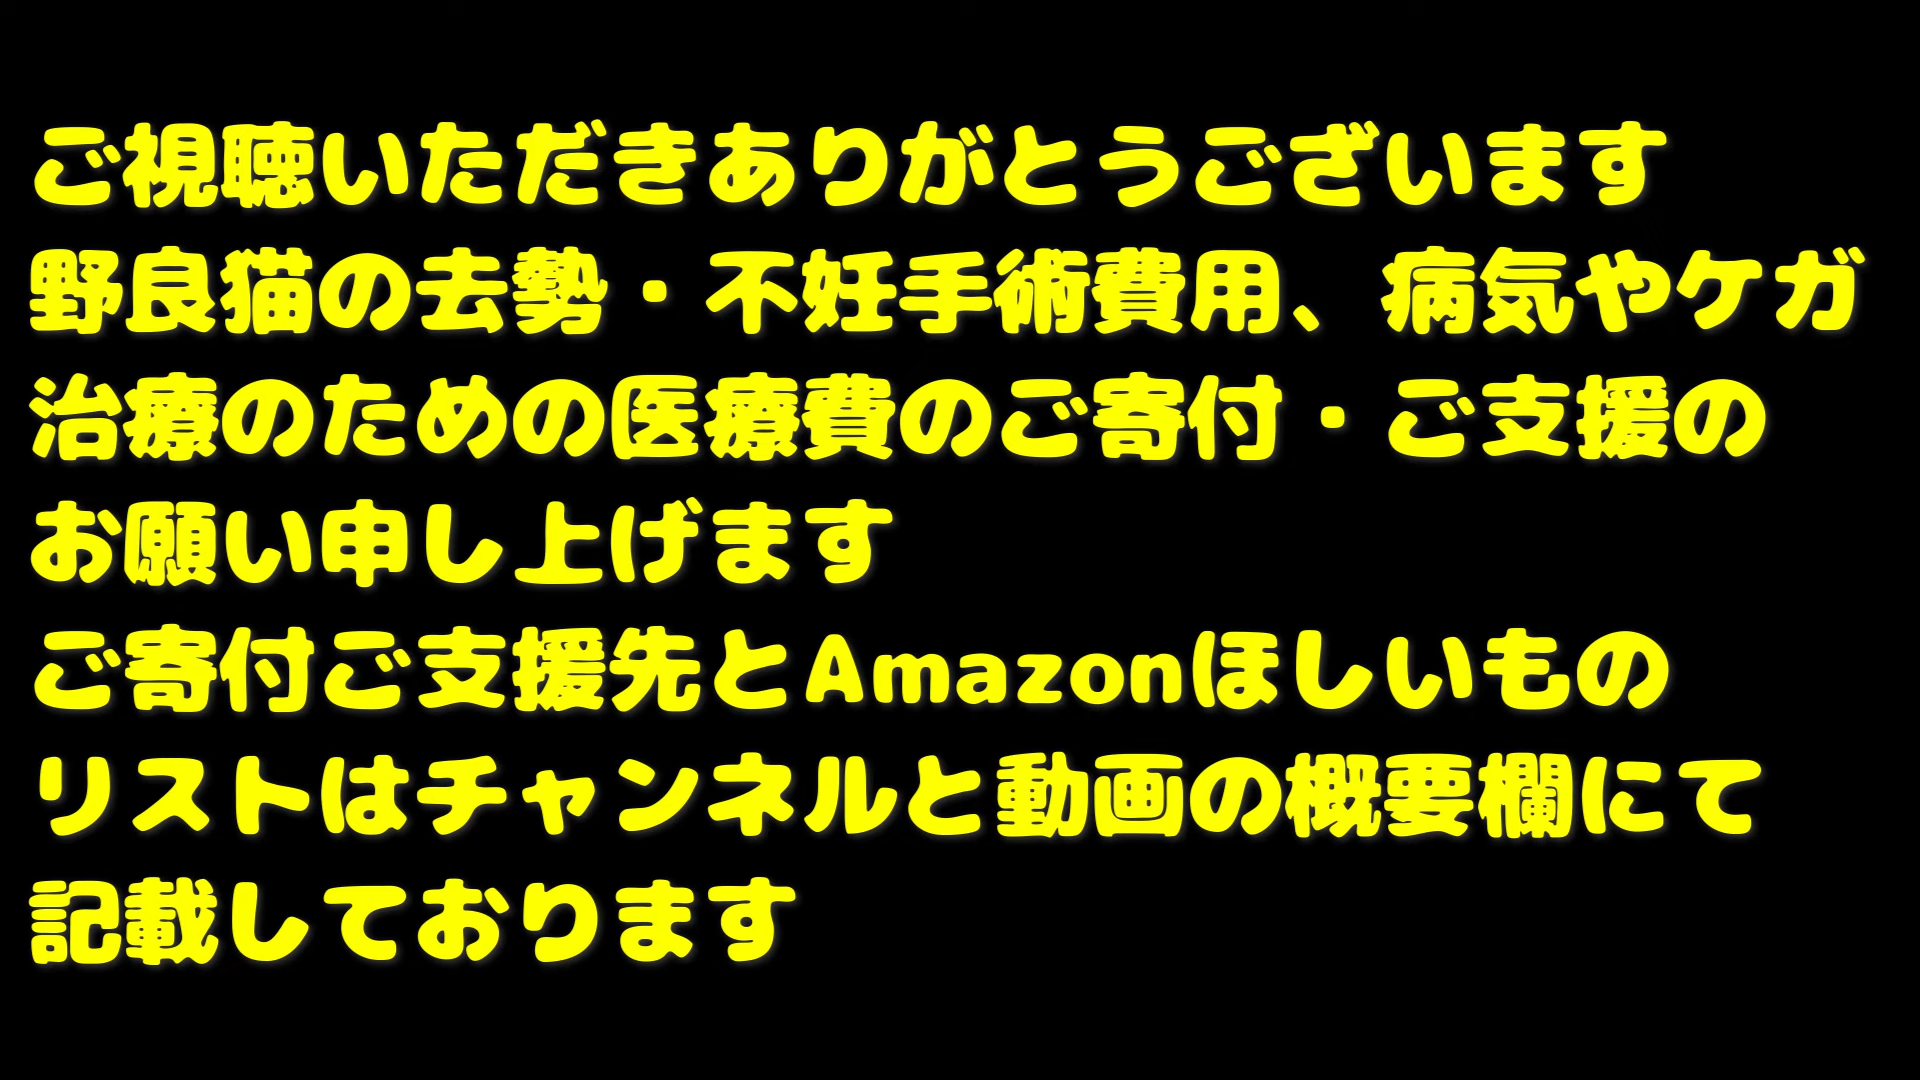 ご視聴いただきありがとうございます
野良猫の去勢・不妊手術費用、病気やケガ
治療のための医療費のご寄付・ご支援の
お願い申し上げます
ご寄付ご支援先とAmazonほしいもの
リストはチャンネルと動画の概要欄にて
記載しております